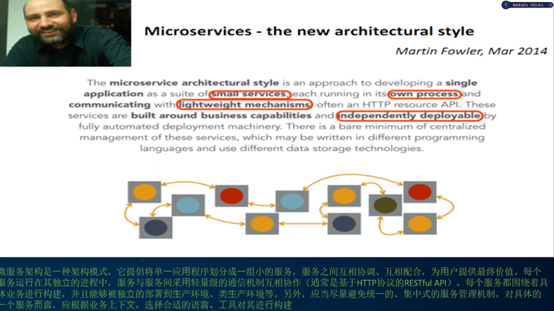 Microservices - the new architectural style
Martin Fowler, Mar 2014
The microservice architectural style is an approach to developing a single
application as a suite of small services, each running in its own process and
communicating with lightweight mechanisms, often an HTTP resource API. These
services are built around business capabilities and independently deployable by
fully automated deployment machinery. There is a bare minimum of centralized
management of these services, which may be written in different programming
languages and use different data storage technologies.
微服务架构是一种架构模式，它提倡将单一应用程序划分成一组小的服务，服务之间互相协调、互相配合，为用户提供最终价值。每个
服务运行在其独立的进程中，服务与服务间采用轻量级的通信机制互相协作（通常是基于HTTP协议的RESTful API）。每个服务都围绕着具
体业务进行构建，并且能够被独立的部署到生产环境、类生产环境等。另外，应当尽量避免统一的、集中式的服务管理机制，对具体的
一个服务而言，应根据业务上下文，选择合适的语言、工具对其进行构建